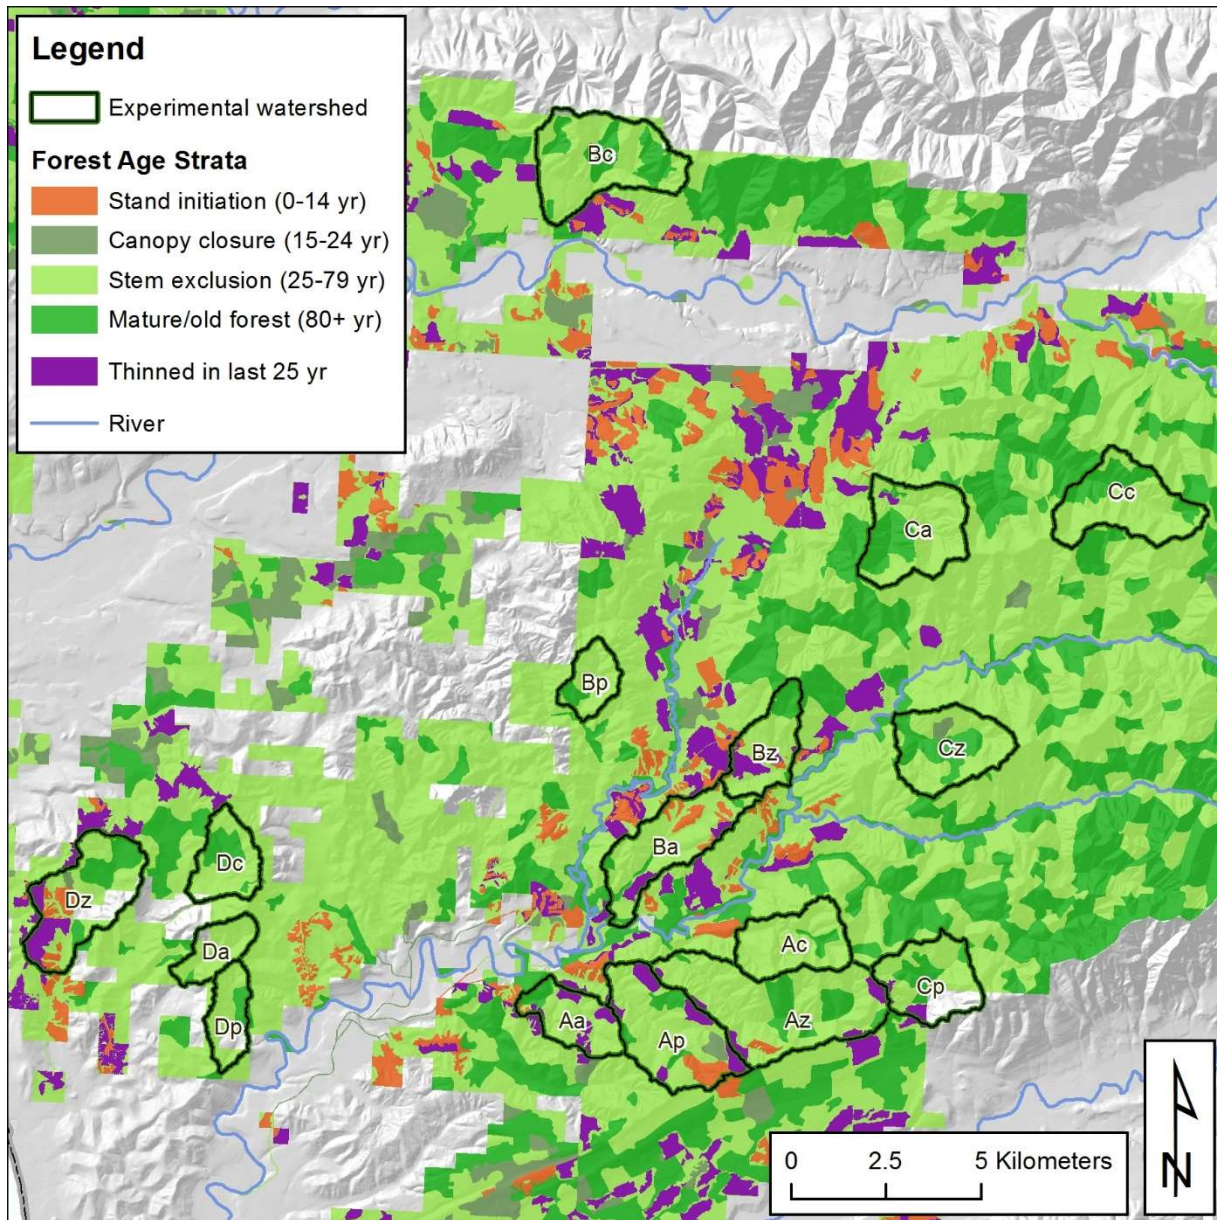 Legend
Experimental watershed
Forest Age Strata
Stand initiation (0-14 yr)
Canopy closure (15-24 yr)
Stem exclusion (25-79 yr)
Mature/old forest (80+ yr)
Thinned in last 25 yr
River
Bc
Cc
Ca
Bp
Bz
Cz
Ba
Dc
Dz
Da
Ac
Cp
Dp
Aa
Ap
Az
N
0 2.5 5 Kilometers